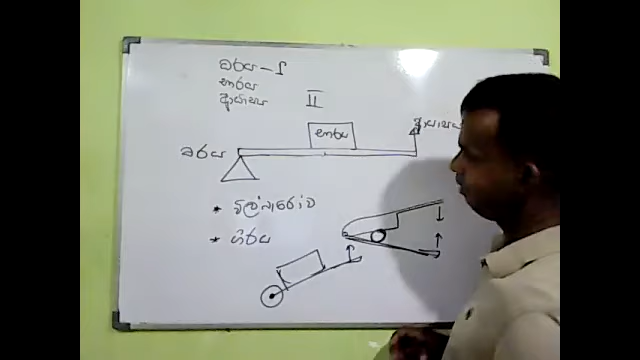 ධරය - I
භාරය
ආයාසය II
ආයාසය
භාරය
ධරය
* විල්බැරෝව
* ගිරය